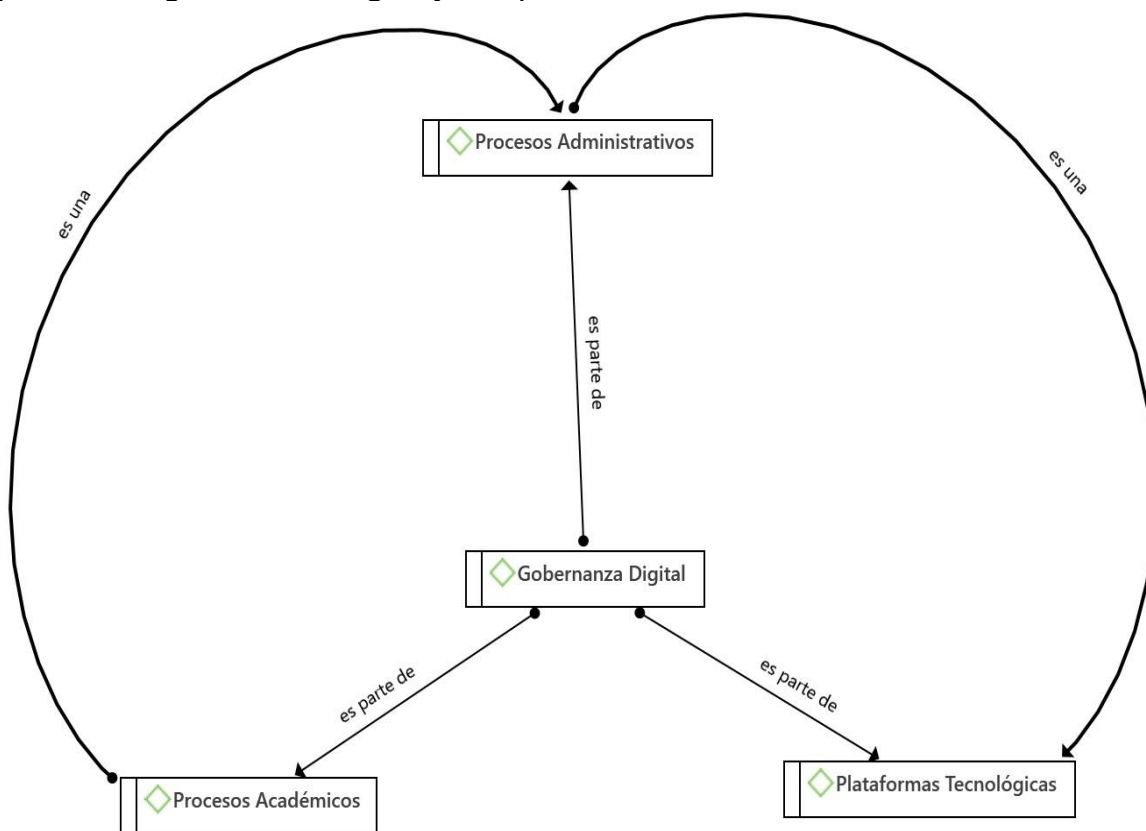 Procesos Administrativos
es una
es una
es parte de
Gobernanza Digital
es parte de
es parte de
Procesos Académicos
Plataformas Tecnológicas